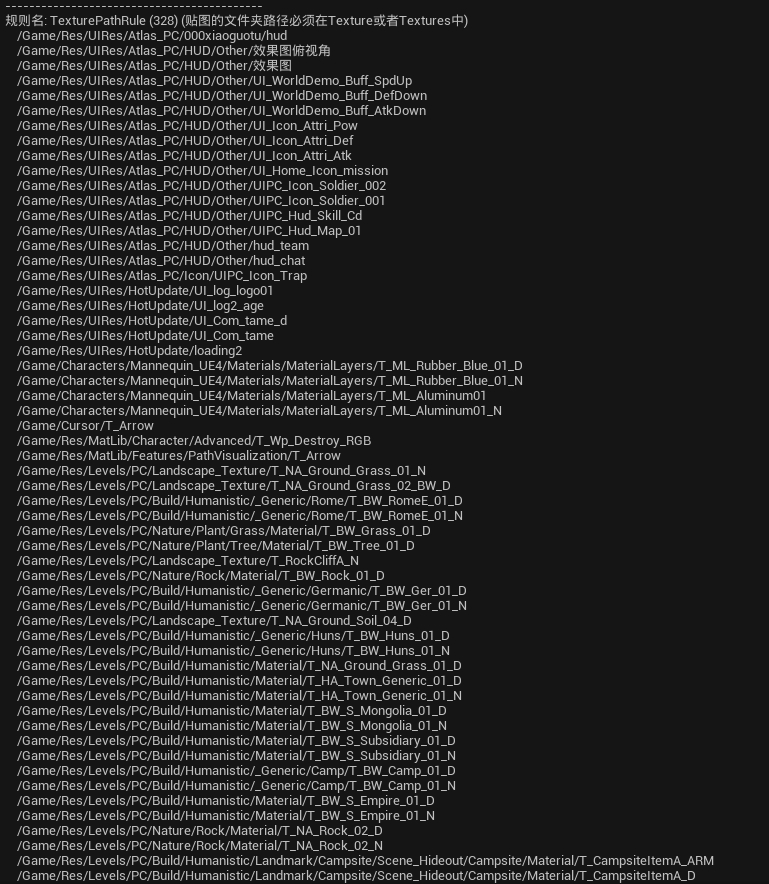 -------------------------------------------
规则名: TexturePathRule (328) (贴图的文件夹路径必须在Texture或者Textures中)
/Game/Res/UIRes/Atlas_PC/000xiaoguotu/hud
/Game/Res/UIRes/Atlas_PC/HUD/Other/效果图俯视角
/Game/Res/UIRes/Atlas_PC/HUD/Other/效果图
/Game/Res/UIRes/Atlas_PC/HUD/Other/UI_WorldDemo_Buff_SpdUp
/Game/Res/UIRes/Atlas_PC/HUD/Other/UI_WorldDemo_Buff_DefDown
/Game/Res/UIRes/Atlas_PC/HUD/Other/UI_WorldDemo_Buff_AtkDown
/Game/Res/UIRes/Atlas_PC/HUD/Other/UI_Icon_Attri_Pow
/Game/Res/UIRes/Atlas_PC/HUD/Other/UI_Icon_Attri_Def
/Game/Res/UIRes/Atlas_PC/HUD/Other/UI_Icon_Attri_Atk
/Game/Res/UIRes/Atlas_PC/HUD/Other/UI_Home_Icon_mission
/Game/Res/UIRes/Atlas_PC/HUD/Other/UIPC_Icon_Soldier_002
/Game/Res/UIRes/Atlas_PC/HUD/Other/UIPC_Icon_Soldier_001
/Game/Res/UIRes/Atlas_PC/HUD/Other/UIPC_Hud_Skill_Cd
/Game/Res/UIRes/Atlas_PC/HUD/Other/UIPC_Hud_Map_01
/Game/Res/UIRes/Atlas_PC/HUD/Other/hud_team
/Game/Res/UIRes/Atlas_PC/HUD/Other/hud_chat
/Game/Res/UIRes/Atlas_PC/Icon/UIPC_Icon_Trap
/Game/Res/UIRes/HotUpdate/UI_log_logo01
/Game/Res/UIRes/HotUpdate/UI_log2_age
/Game/Res/UIRes/HotUpdate/UI_Com_tame_d
/Game/Res/UIRes/HotUpdate/UI_Com_tame
/Game/Res/UIRes/HotUpdate/loading2
/Game/Characters/Mannequin_UE4/Materials/MaterialLayers/T_ML_Rubber_Blue_01_D
/Game/Characters/Mannequin_UE4/Materials/MaterialLayers/T_ML_Rubber_Blue_01_N
/Game/Characters/Mannequin_UE4/Materials/MaterialLayers/T_ML_Aluminum01
/Game/Characters/Mannequin_UE4/Materials/MaterialLayers/T_ML_Aluminum01_N
/Game/Cursor/T_Arrow
/Game/Res/MatLib/Character/Advanced/T_Wp_Destroy_RGB
/Game/Res/MatLib/Features/PathVisualization/T_Arrow
/Game/Res/Levels/PC/Landscape_Texture/T_NA_Ground_Grass_01_N
/Game/Res/Levels/PC/Landscape_Texture/T_NA_Ground_Grass_02_BW_D
/Game/Res/Levels/PC/Build/Humanistic/_Generic/Rome/T_BW_RomeE_01_D
/Game/Res/Levels/PC/Build/Humanistic/_Generic/Rome/T_BW_RomeE_01_N
/Game/Res/Levels/PC/Nature/Plant/Grass/Material/T_BW_Grass_01_D
/Game/Res/Levels/PC/Nature/Plant/Tree/Material/T_BW_Tree_01_D
/Game/Res/Levels/PC/Landscape_Texture/T_RockCliffA_N
/Game/Res/Levels/PC/Nature/Rock/Material/T_BW_Rock_01_D
/Game/Res/Levels/PC/Build/Humanistic/_Generic/Germanic/T_BW_Ger_01_D
/Game/Res/Levels/PC/Build/Humanistic/_Generic/Germanic/T_BW_Ger_01_N
/Game/Res/Levels/PC/Landscape_Texture/T_NA_Ground_Soil_04_D
/Game/Res/Levels/PC/Build/Humanistic/_Generic/Huns/T_BW_Huns_01_D
/Game/Res/Levels/PC/Build/Humanistic/_Generic/Huns/T_BW_Huns_01_N
/Game/Res/Levels/PC/Build/Humanistic/Material/T_NA_Ground_Grass_01_D
/Game/Res/Levels/PC/Build/Humanistic/Material/T_HA_Town_Generic_01_D
/Game/Res/Levels/PC/Build/Humanistic/Material/T_HA_Town_Generic_01_N
/Game/Res/Levels/PC/Build/Humanistic/Material/T_BW_S_Mongolia_01_D
/Game/Res/Levels/PC/Build/Humanistic/Material/T_BW_S_Mongolia_01_N
/Game/Res/Levels/PC/Build/Humanistic/Material/T_BW_S_Subsidiary_01_D
/Game/Res/Levels/PC/Build/Humanistic/Material/T_BW_S_Subsidiary_01_N
/Game/Res/Levels/PC/Build/Humanistic/_Generic/Camp/T_BW_Camp_01_D
/Game/Res/Levels/PC/Build/Humanistic/_Generic/Camp/T_BW_Camp_01_N
/Game/Res/Levels/PC/Build/Humanistic/Material/T_BW_S_Empire_01_D
/Game/Res/Levels/PC/Build/Humanistic/Material/T_BW_S_Empire_01_N
/Game/Res/Levels/PC/Nature/Rock/Material/T_NA_Rock_02_D
/Game/Res/Levels/PC/Nature/Rock/Material/T_NA_Rock_02_N
/Game/Res/Levels/PC/Build/Humanistic/Landmark/Campsite/Scene_Hideout/Campsite/Material/T_CampsiteItemA_ARM
/Game/Res/Levels/PC/Build/Humanistic/Landmark/Campsite/Scene_Hideout/Campsite/Material/T_CampsiteItemA_D